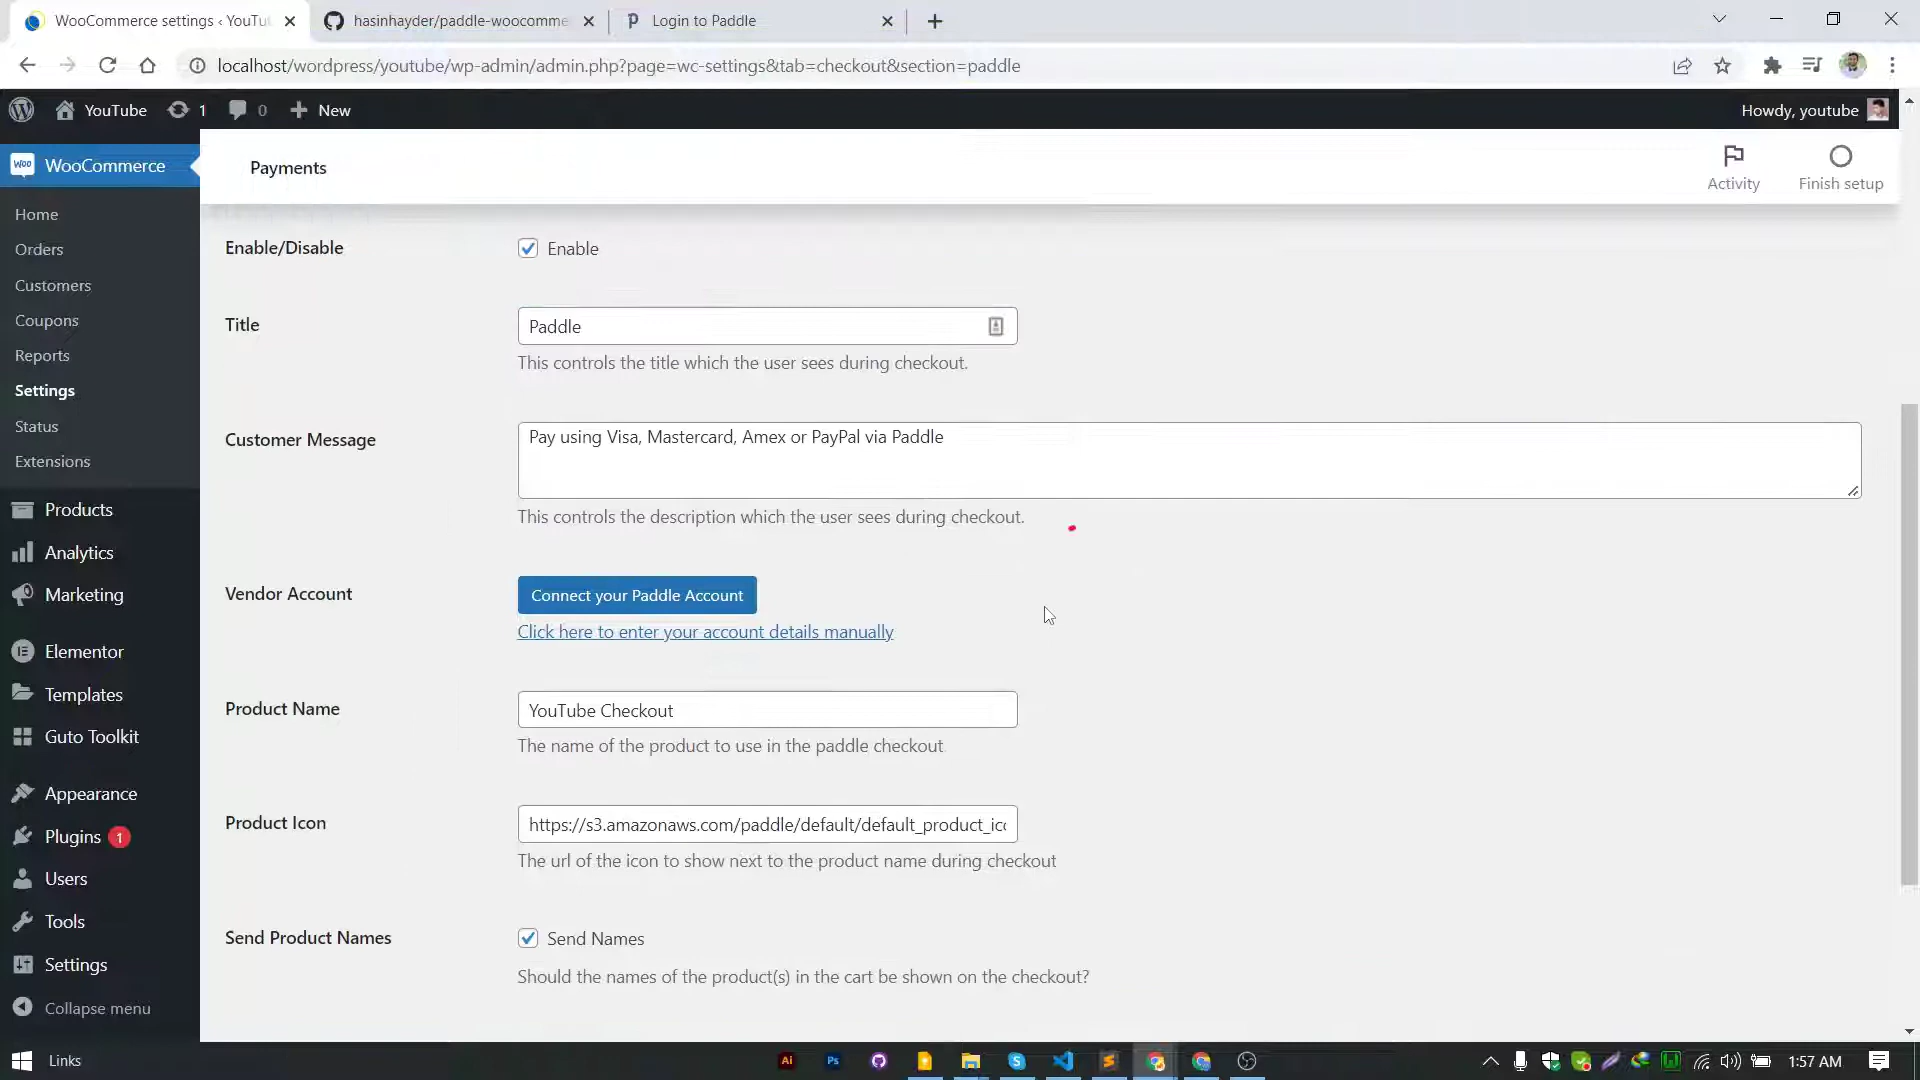 WooCommerce settings ‹ YouTu
hasinhayder/paddle-woocomme
Login to Paddle
localhost/wordpress/youtube/wp-admin/admin.php?page=wc-settings&tab=checkout&section=paddle
YouTube
1
0
New
Howdy, youtube
WooCommerce
Home
Orders
Customers
Coupons
Reports
Settings
Status
Extensions
Products
Analytics
Marketing
Elementor
Templates
Guto Toolkit
Appearance
Plugins 1
Users
Tools
Settings
Collapse menu
Payments
Activity
Finish setup
Enable/Disable
Enable
Title
Paddle
This controls the title which the user sees during checkout.
Customer Message
Pay using Visa, Mastercard, Amex or PayPal via Paddle
This controls the description which the user sees during checkout.
Vendor Account
Connect your Paddle Account
Click here to enter your account details manually
Product Name
YouTube Checkout
The name of the product to use in the paddle checkout
Product Icon
https://s3.amazonaws.com/paddle/default/default_product_ic
The url of the icon to show next to the product name during checkout
Send Product Names
Send Names
Should the names of the product(s) in the cart be shown on the checkout?
Links
Ai
Ps
1:57 AM